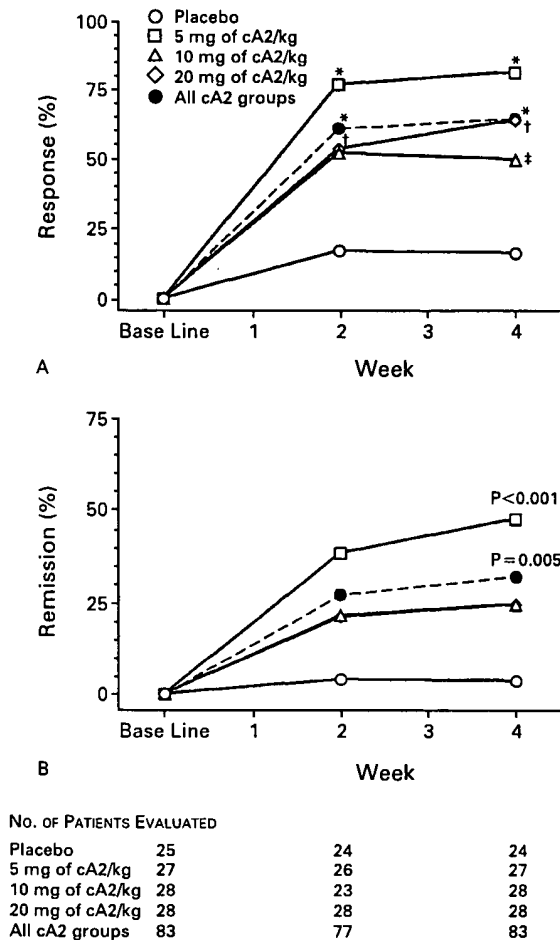 100
75
50
25
0
Response (%)
Placebo
5 mg of cA2/kg
10 mg of cA2/kg
20 mg of cA2/kg
All cA2 groups
*
*
*
†
*
†
‡
Base Line 1 2 3 4
A
Week
75
50
25
0
Remission (%)
P<0.001
P=0.005
Base Line 1 2 3 4
B
Week
No. of Patients Evaluated
Placebo 25 24 24
5 mg of cA2/kg 27 26 27
10 mg of cA2/kg 28 23 28
20 mg of cA2/kg 28 28 28
All cA2 groups 83 77 83